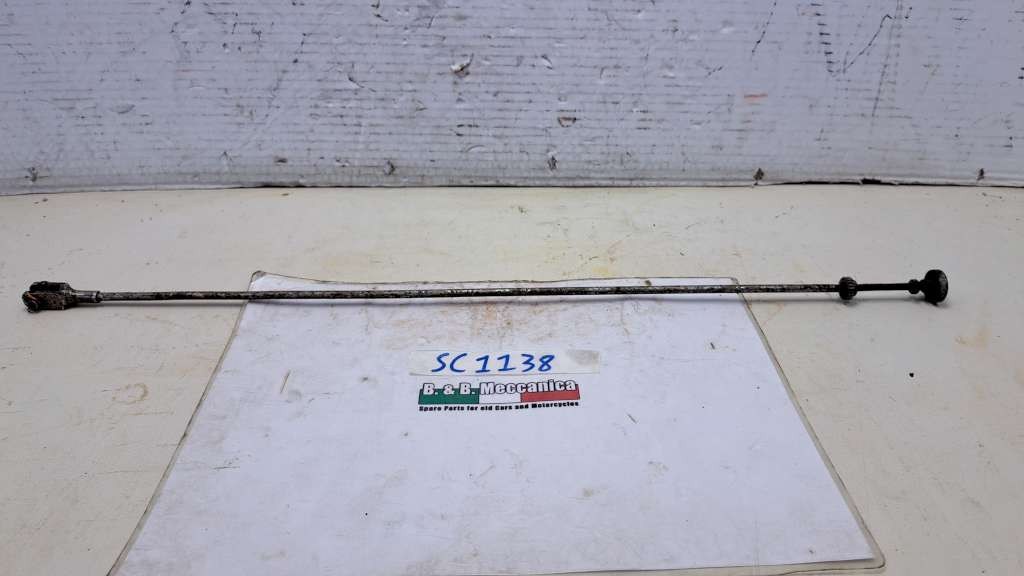 SC1138
B. & B. Meccanica
Spare Parts for old Cars and Motorcycles